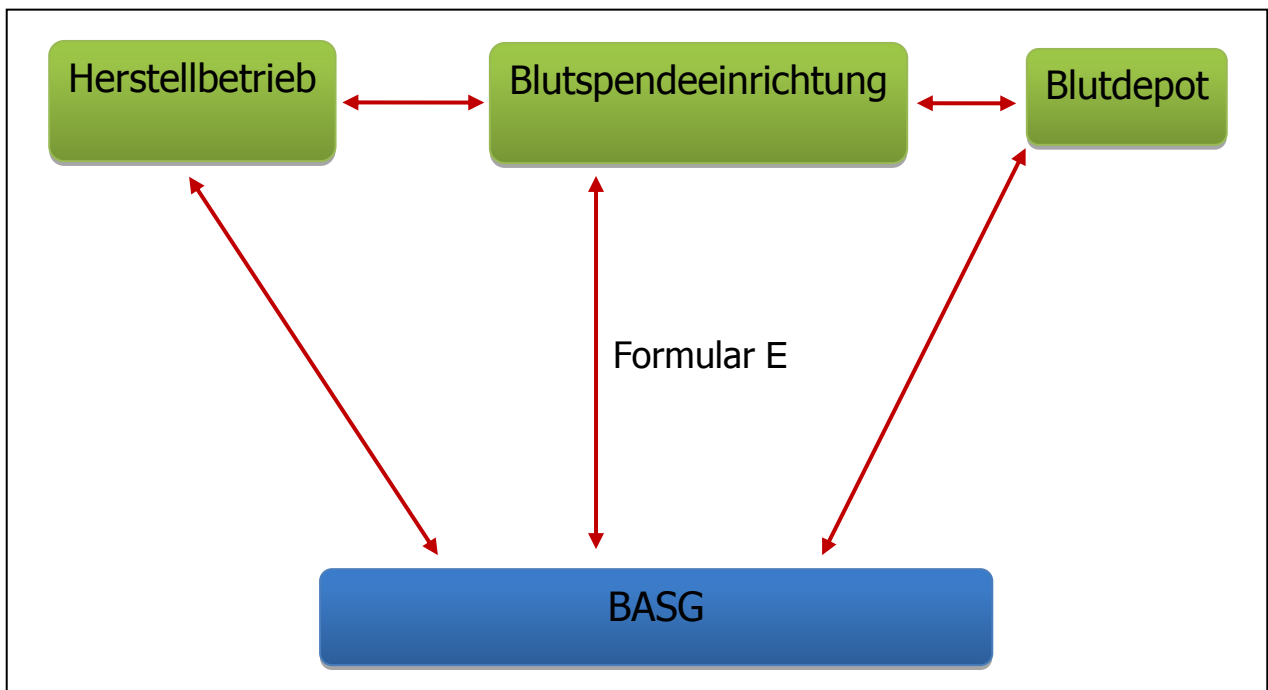 Herstellbetrieb
Blutspendeeinrichtung
Blutdepot
Formular E
BASG